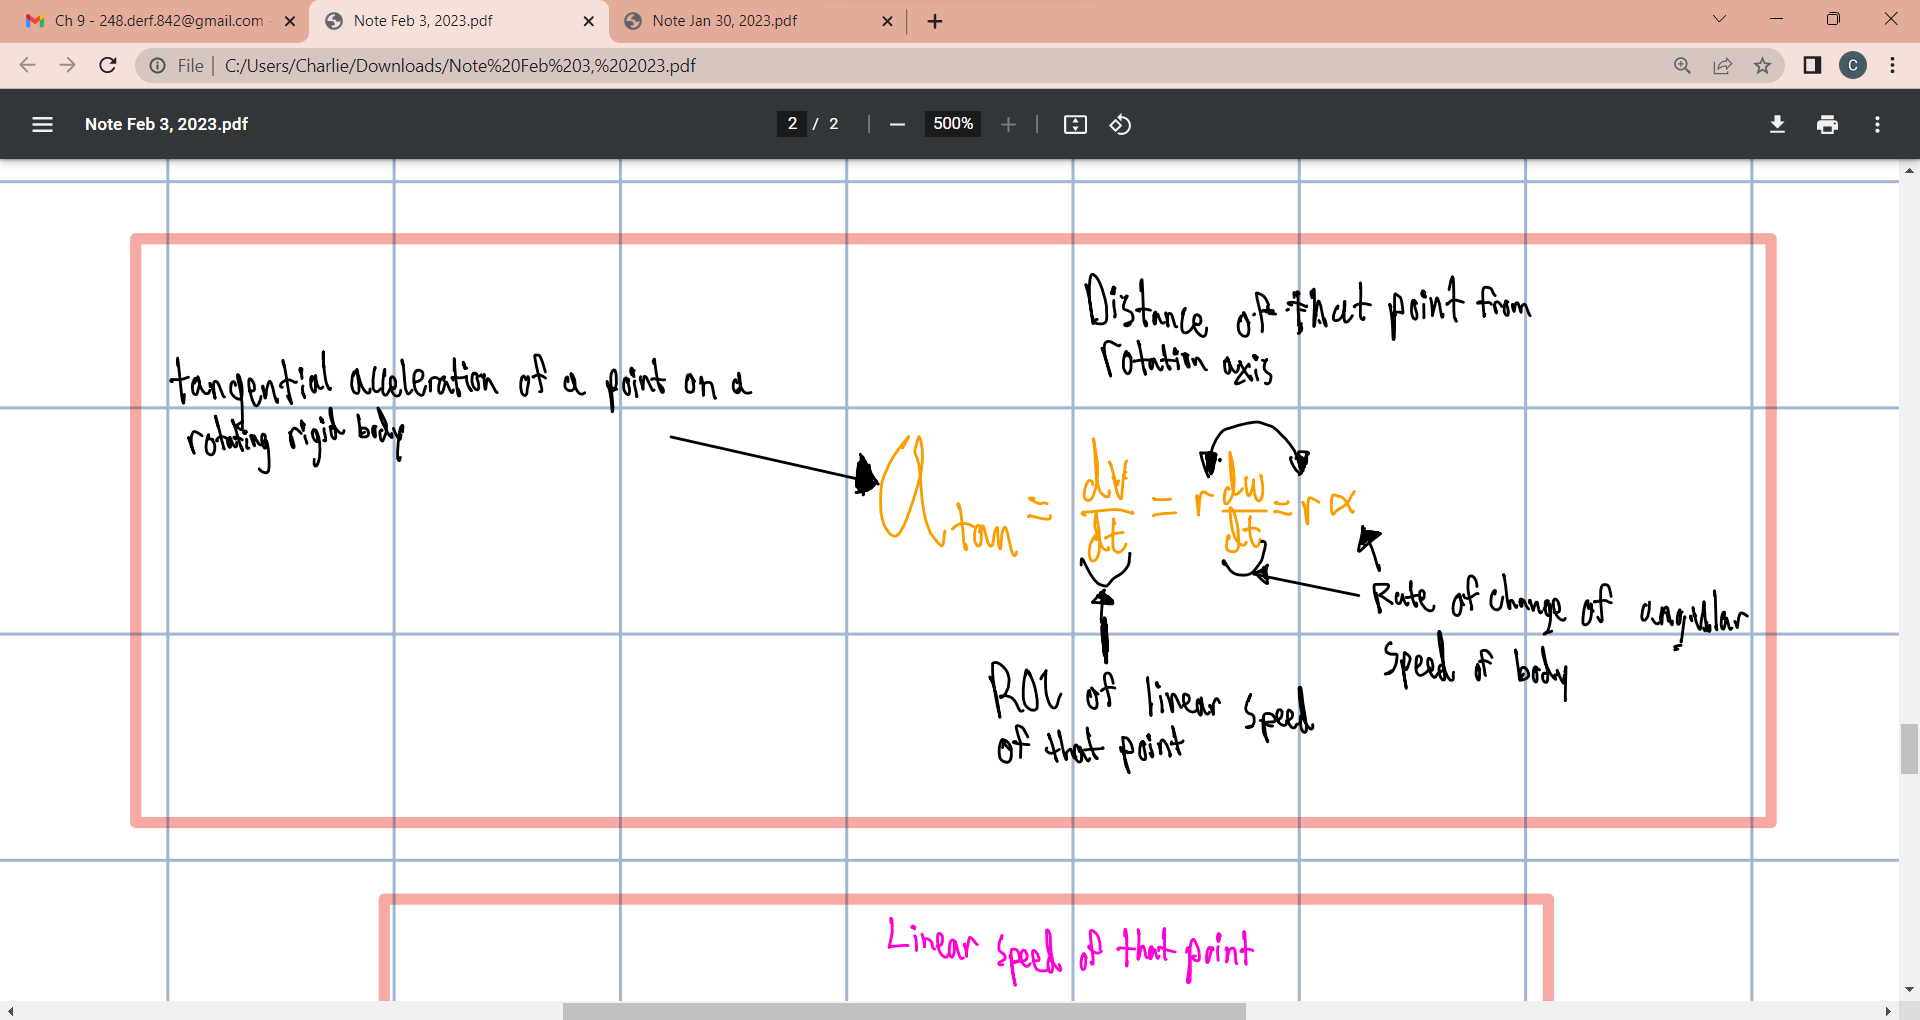 Ch 9 - 248.derf.842@gmail.com
Note Feb 3, 2023.pdf
Note Jan 30, 2023.pdf
File
C:/Users/Charlie/Downloads/Note%20Feb%203,%202023.pdf
C
Note Feb 3, 2023.pdf
2 / 2
500%
Distance of that point from
rotation axis
tangential acceleration of a point on a
rotating rigid body
a_tan = dv/dt = r dω/dt = r α
Rate of change of angular
speed of body
ROC of linear speed
of that point
Linear speed of that point